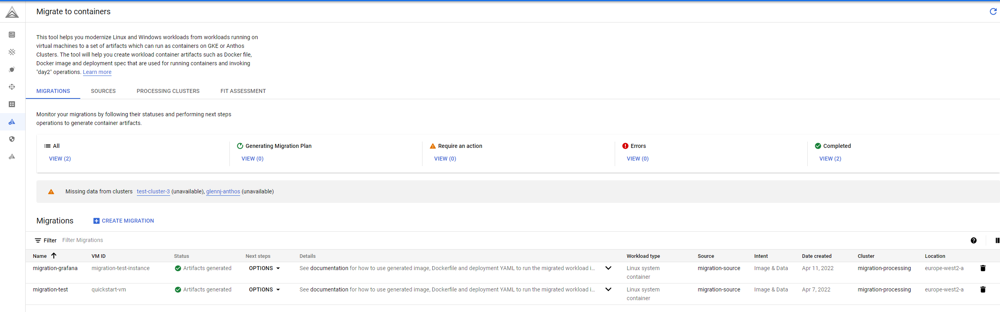 Migrate to containers
This tool helps you modernize Linux and Windows workloads from workloads running on
virtual machines to a set of artifacts which can run as containers on GKE or Anthos
Clusters. The tool will help you create workload container artifacts such as Docker file,
Docker image and deployment spec that are used for running containers and invoking
"day2" operations. Learn more
MIGRATIONS SOURCES PROCESSING CLUSTERS FIT ASSESSMENT
Monitor your migrations by following their statuses and performing next steps
operations to generate container artifacts.
All Generating Migration Plan Require an action Errors Completed
VIEW (2) VIEW (0) VIEW (0) VIEW (0) VIEW (2)
Missing data from clusters test-cluster-3 (unavailable), glennj-anthos (unavailable)
Migrations CREATE MIGRATION
Filter Filter Migrations
Name VM ID Status Next steps Details Workload type Source Intent Date created Cluster Location
migration-grafana migration-test-instance Artifacts generated OPTIONS See documentation for how to use generated image, Dockerfile and deployment YAML to run the migrated workload i... Linux system migration-source Image & Data Apr 11, 2022 migration-processing europe-west2-a
container
migration-test quickstart-vm Artifacts generated OPTIONS See documentation for how to use generated image, Dockerfile and deployment YAML to run the migrated workload i... Linux system migration-source Image & Data Apr 7, 2022 migration-processing europe-west2-a
container